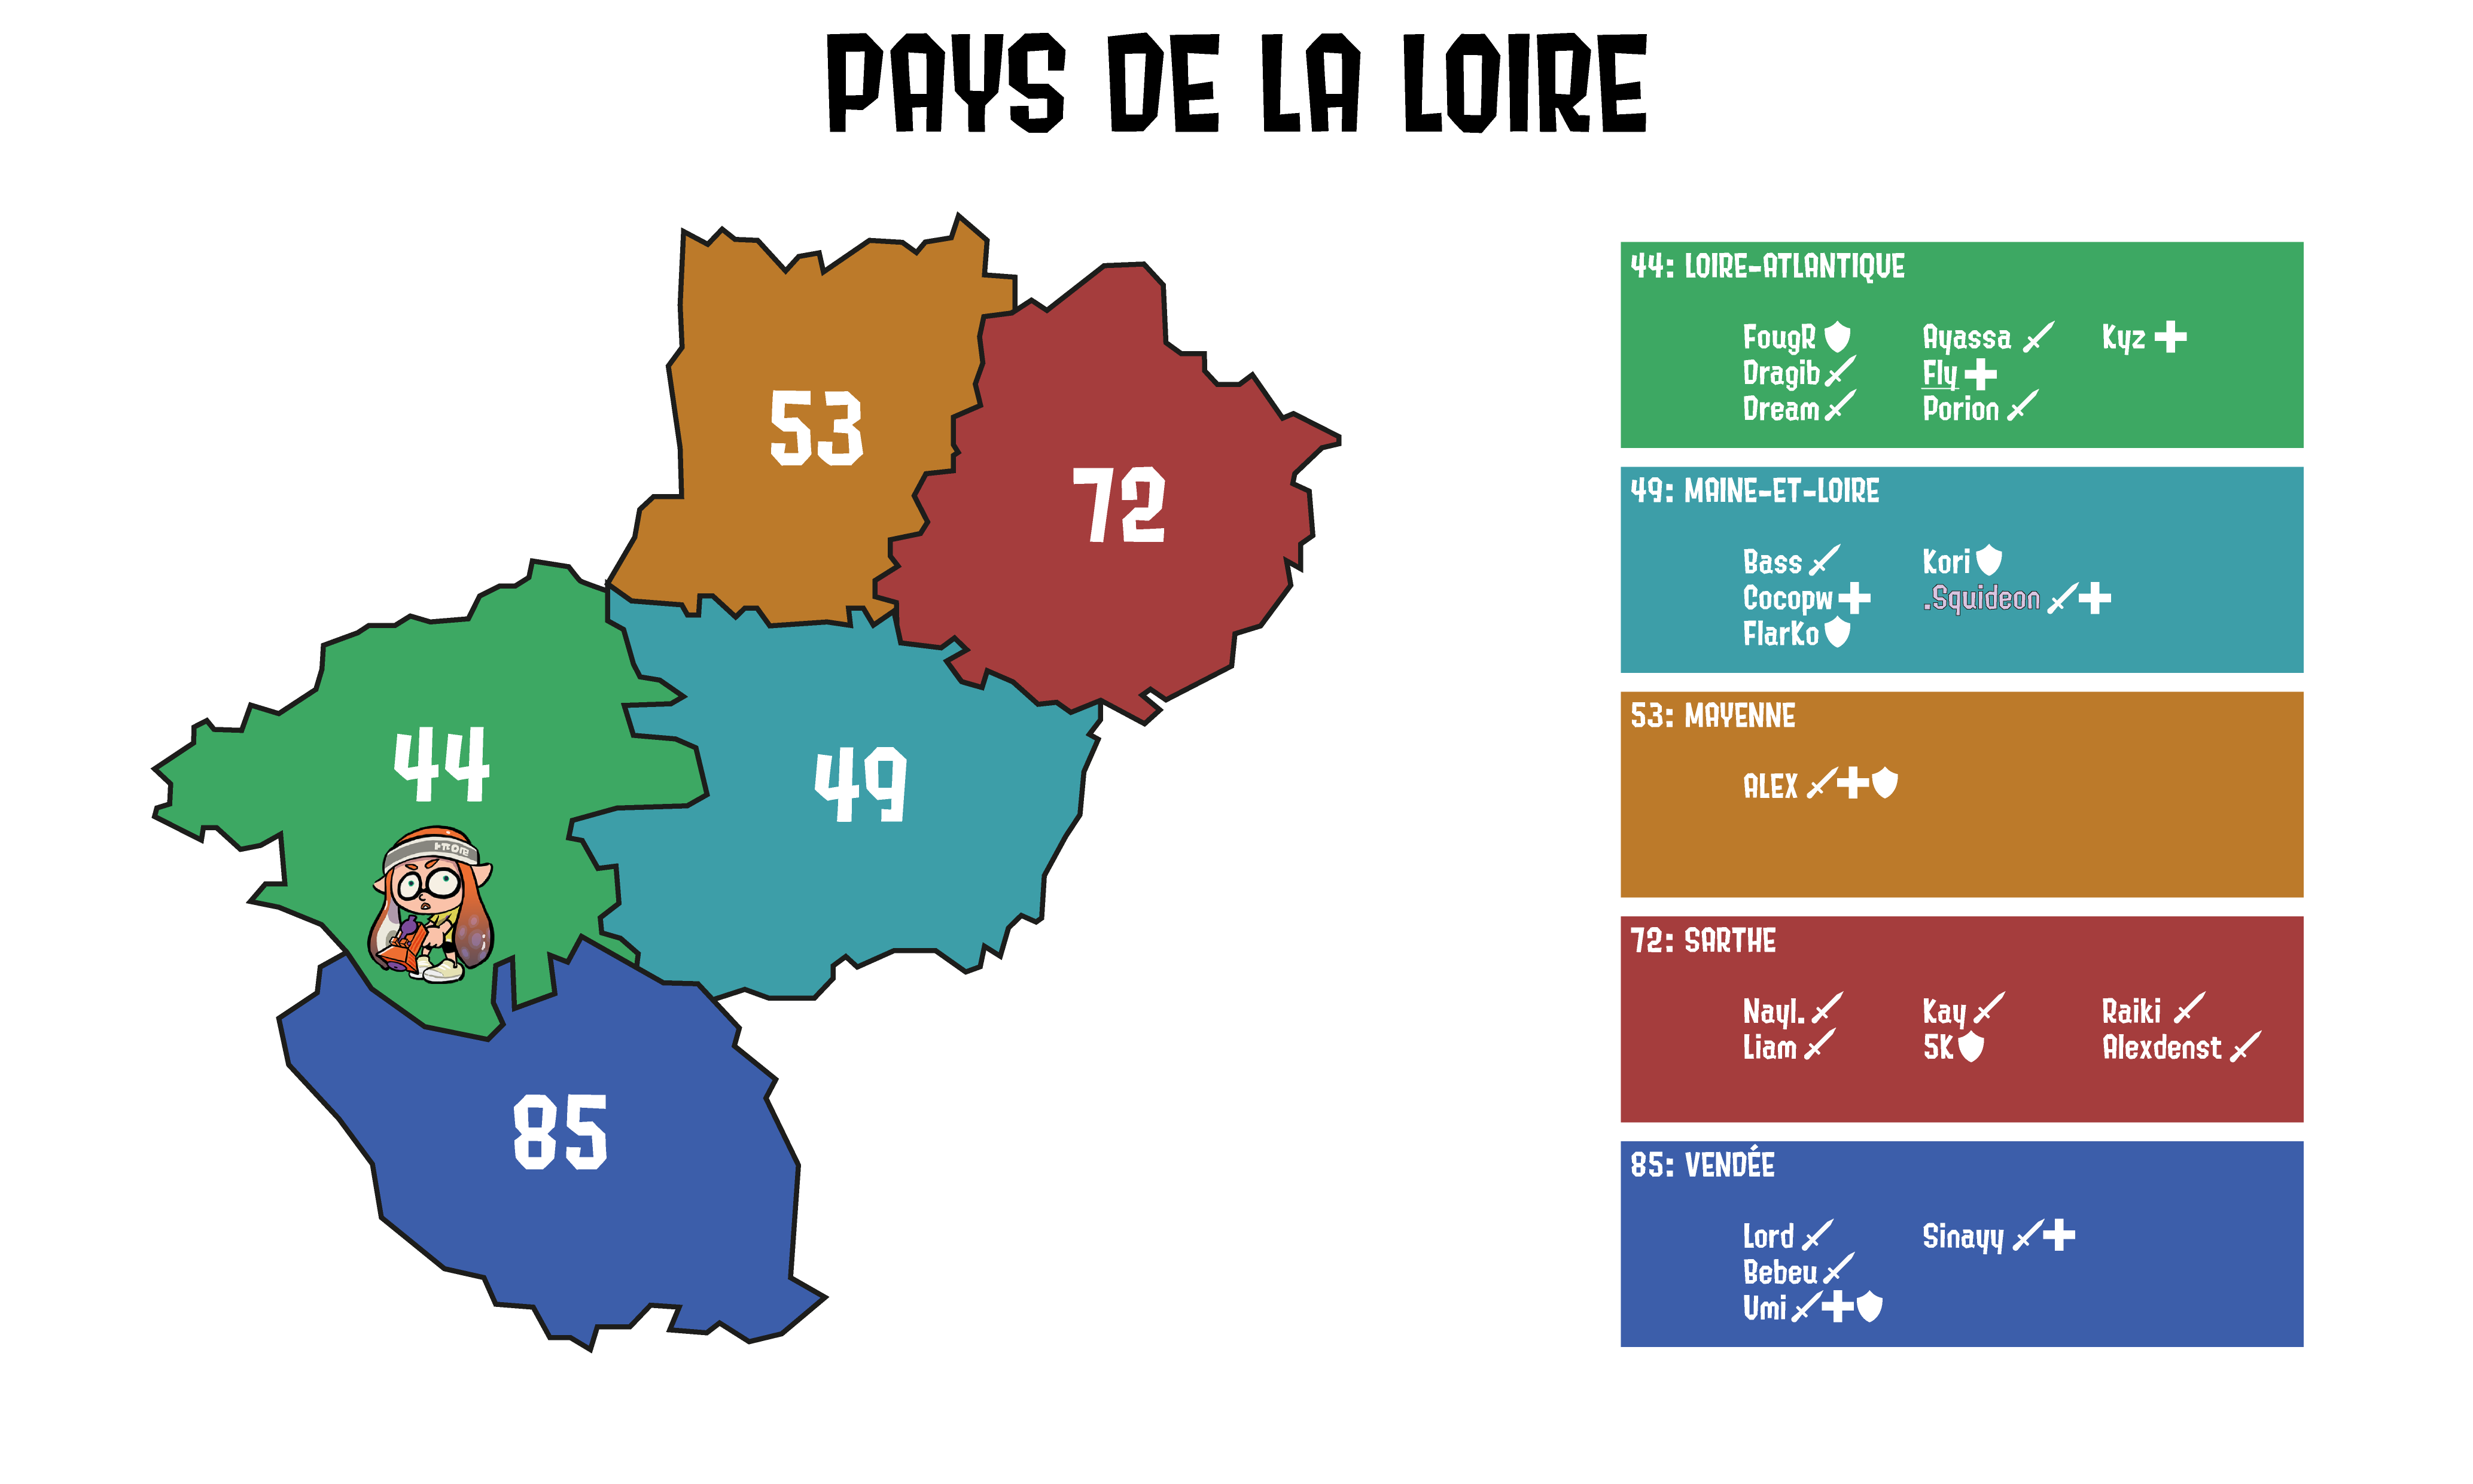 PAYS DE LA LOIRE
53
72
44
49
85
44: LOIRE-ATLANTIQUE
FougR Ayassa Kyz
Dragib Fly
Dream Porion
49: MAINE-ET-LOIRE
Bass Kori
Cocopw .Squideon
FlarKo
53: MAYENNE
ALEX
72: SARTHE
Nayl. Kay Raiki
Liam 5K Alexdenst
85: VENDÉE
Lord Sinayy
Bebeu
Umi